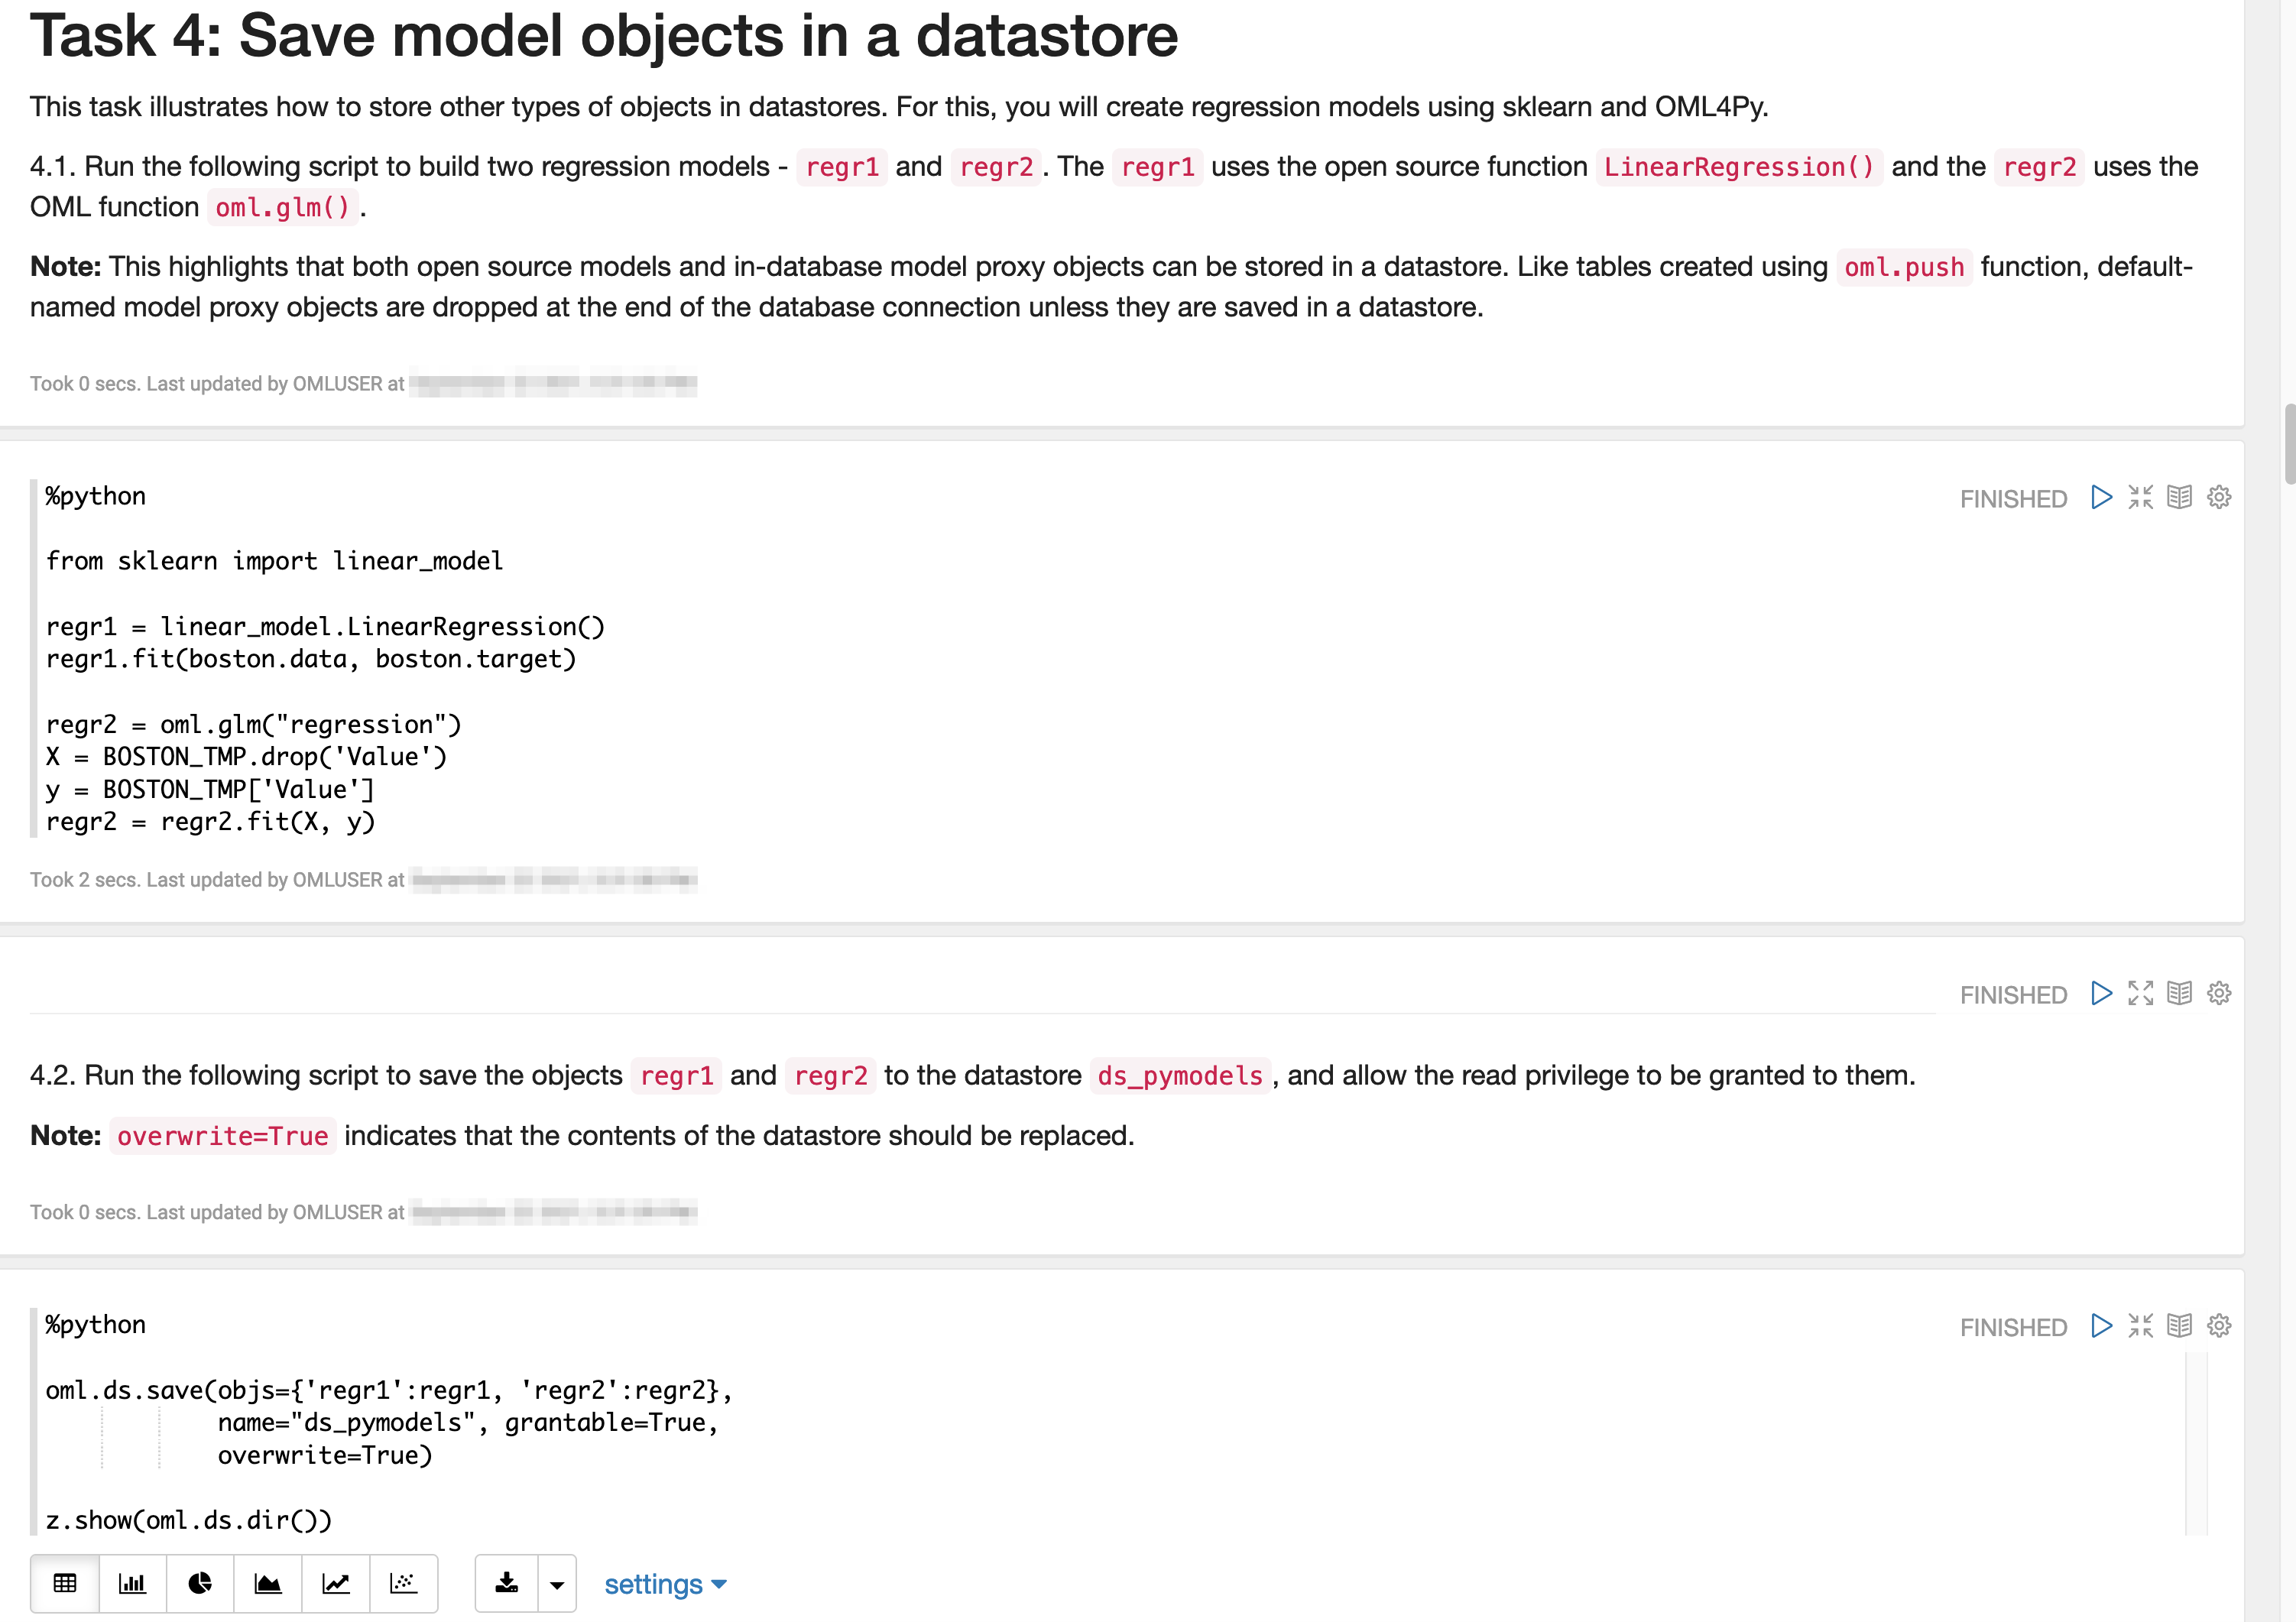 Task 4: Save model objects in a datastore
This task illustrates how to store other types of objects in datastores. For this, you will create regression models using sklearn and OML4Py.
4.1. Run the following script to build two regression models - regr1 and regr2. The regr1 uses the open source function LinearRegression() and the regr2 uses the
OML function oml.glm().
Note: This highlights that both open source models and in-database model proxy objects can be stored in a datastore. Like tables created using oml.push function, default-
named model proxy objects are dropped at the end of the database connection unless they are saved in a datastore.
Took 0 secs. Last updated by OMLUSER at
%python
FINISHED
from sklearn import linear_model
regr1 = linear_model.LinearRegression()
regr1.fit(boston.data, boston.target)
regr2 = oml.glm("regression")
X = BOSTON_TMP.drop('Value')
y = BOSTON_TMP['Value']
regr2 = regr2.fit(X, y)
Took 2 secs. Last updated by OMLUSER at
FINISHED
4.2. Run the following script to save the objects regr1 and regr2 to the datastore ds_pymodels, and allow the read privilege to be granted to them.
Note: overwrite=True indicates that the contents of the datastore should be replaced.
Took 0 secs. Last updated by OMLUSER at
%python
FINISHED
oml.ds.save(objs={'regr1':regr1, 'regr2':regr2},
name="ds_pymodels", grantable=True,
overwrite=True)
z.show(oml.ds.dir())
settings